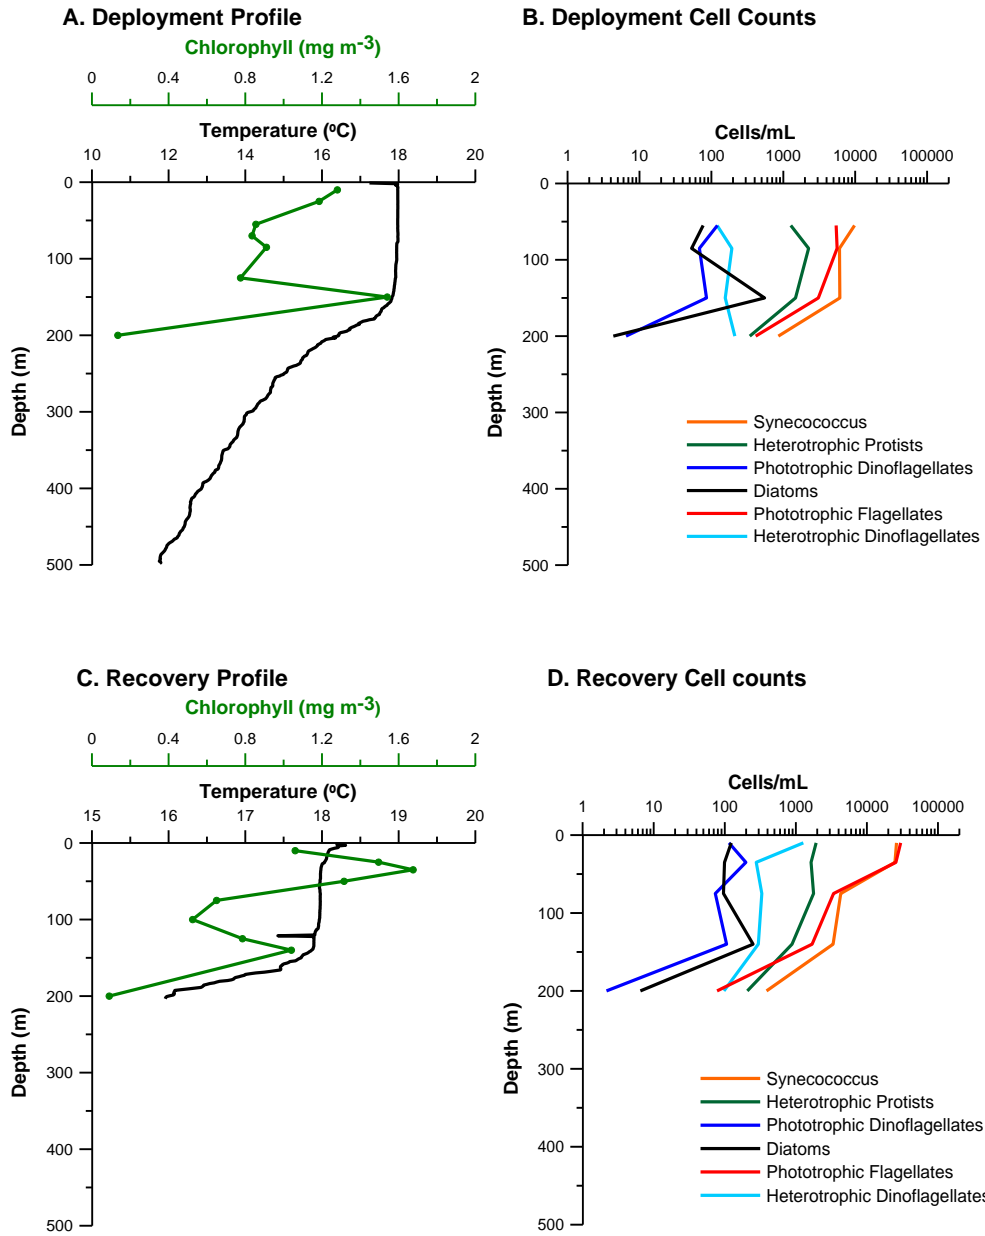 A. Deployment Profile
Chlorophyll (mg m-3)
0 0.4 0.8 1.2 1.6 2
Temperature (ºC)
10 12 14 16 18 20
0
100
200
300
400
500
Depth (m)
B. Deployment Cell Counts
Cells/mL
1 10 100 1000 10000 100000
0
100
200
300
400
500
Depth (m)
Synecococcus
Heterotrophic Protists
Phototrophic Dinoflagellates
Diatoms
Phototrophic Flagellates
Heterotrophic Dinoflagellates
C. Recovery Profile
Chlorophyll (mg m-3)
0 0.4 0.8 1.2 1.6 2
Temperature (ºC)
15 16 17 18 19 20
0
100
200
300
400
500
Depth (m)
D. Recovery Cell counts
Cells/mL
1 10 100 1000 10000 100000
0
100
200
300
400
500
Depth (m)
Synecococcus
Heterotrophic Protists
Phototrophic Dinoflagellates
Diatoms
Phototrophic Flagellates
Heterotrophic Dinoflagellates